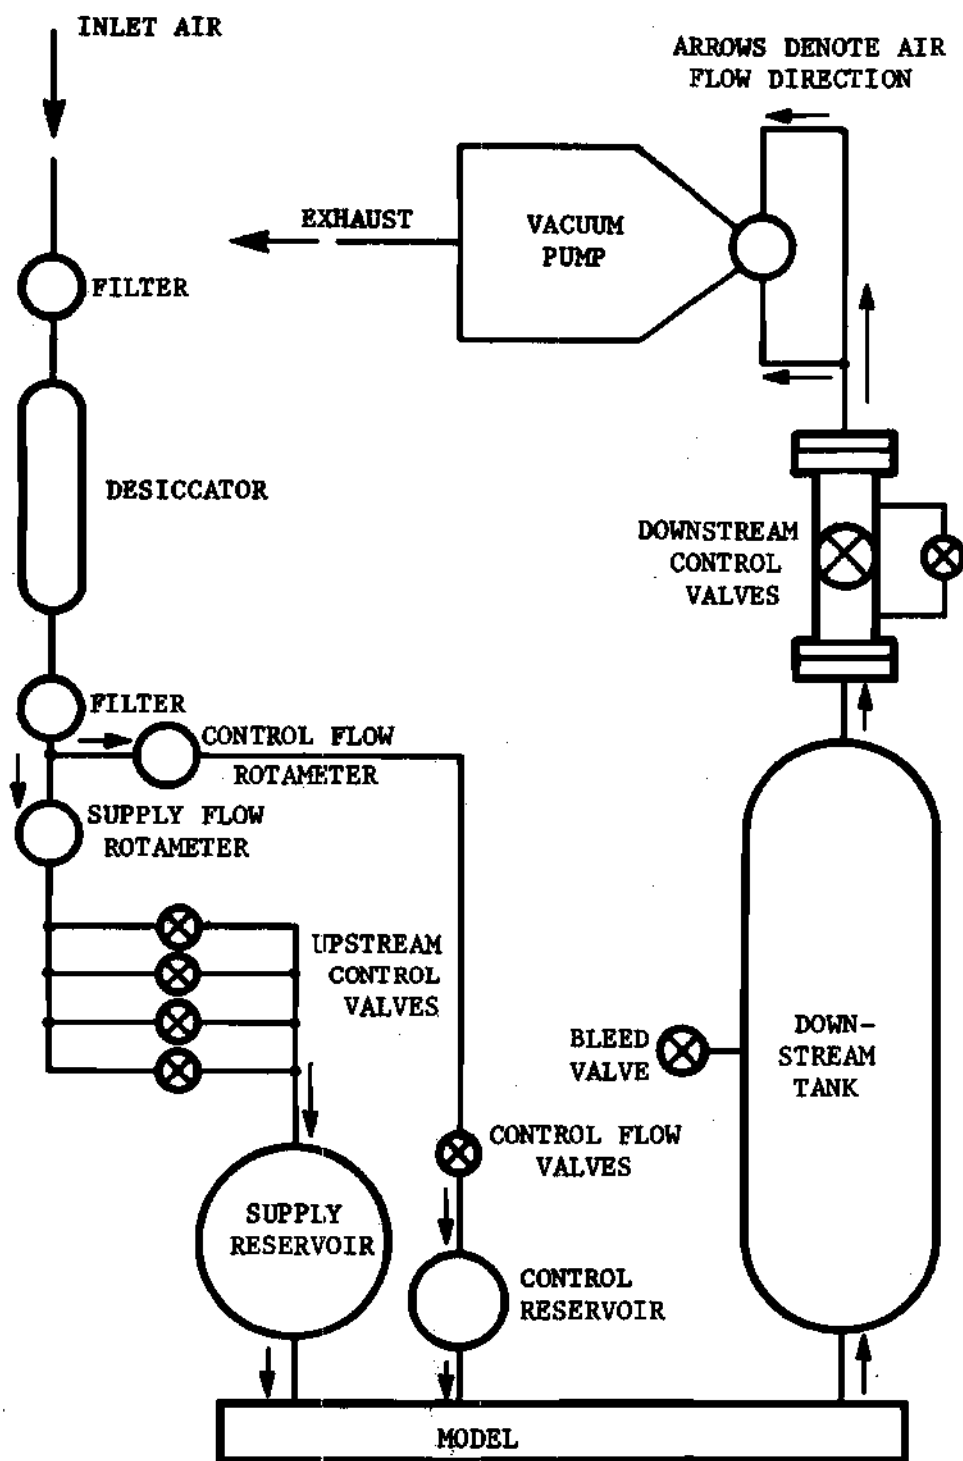 INLET AIR
ARROWS DENOTE AIR
FLOW DIRECTION
EXHAUST
VACUUM
PUMP
FILTER
DESICCATOR
DOWNSTREAM
CONTROL
VALVES
FILTER
CONTROL FLOW
ROTAMETER
SUPPLY FLOW
ROTAMETER
UPSTREAM
CONTROL
VALVES
BLEED
VALVE
DOWN-
STREAM
TANK
CONTROL FLOW
VALVES
SUPPLY
RESERVOIR
CONTROL
RESERVOIR
MODEL